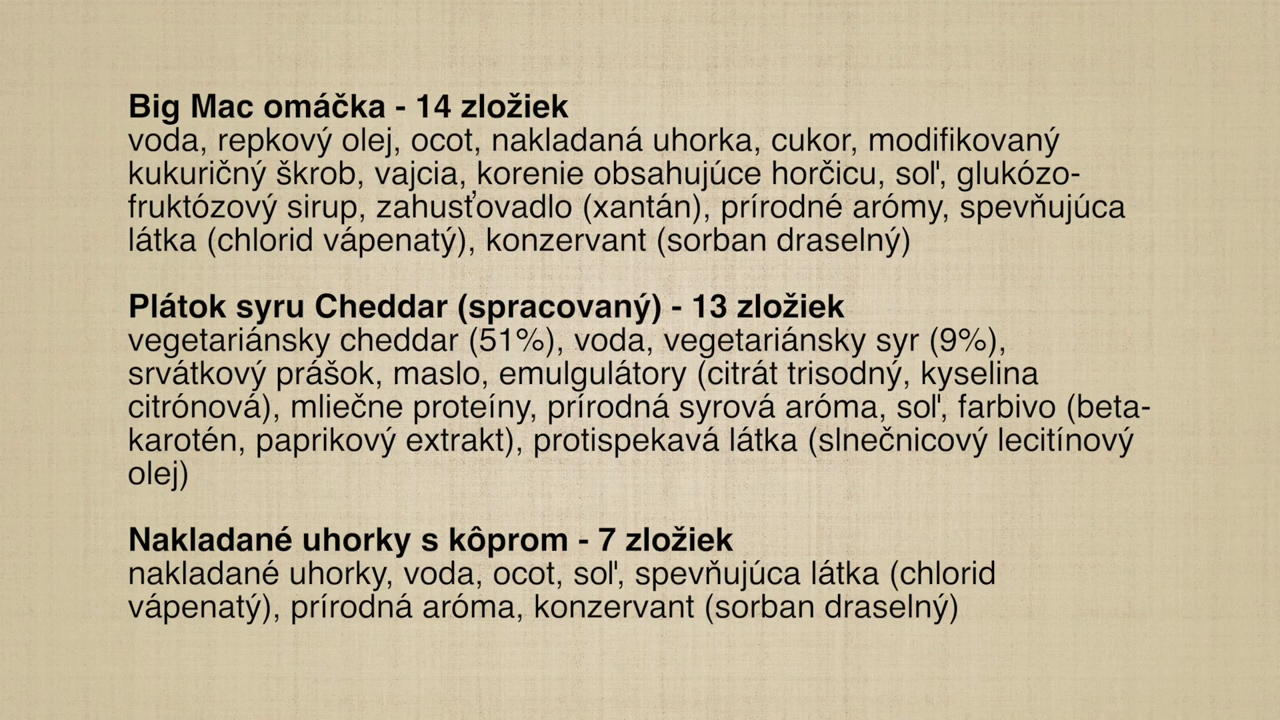 Big Mac omáčka - 14 zložiek
voda, repkový olej, ocot, nakladaná uhorka, cukor, modifikovaný
kukuričný škrob, vajcia, korenie obsahujúce horčicu, soľ, glukózo-
fruktózový sirup, zahusťovadlo (xantán), prírodné arómy, spevňujúca
látka (chlorid vápenatý), konzervant (sorban draselný)
Plátok syru Cheddar (spracovaný) - 13 zložiek
vegetariánsky cheddar (51%), voda, vegetariánsky syr (9%),
srvátkový prášok, maslo, emulgulátory (citrát trisodný, kyselina
citrónová), mliečne proteíny, prírodná syrová aróma, soľ, farbivo (beta-
karotén, paprikový extrakt), protispekavá látka (slnečnicový lecitínový
olej)
Nakladané uhorky s kôprom - 7 zložiek
nakladané uhorky, voda, ocot, soľ, spevňujúca látka (chlorid
vápenatý), prírodná aróma, konzervant (sorban draselný)